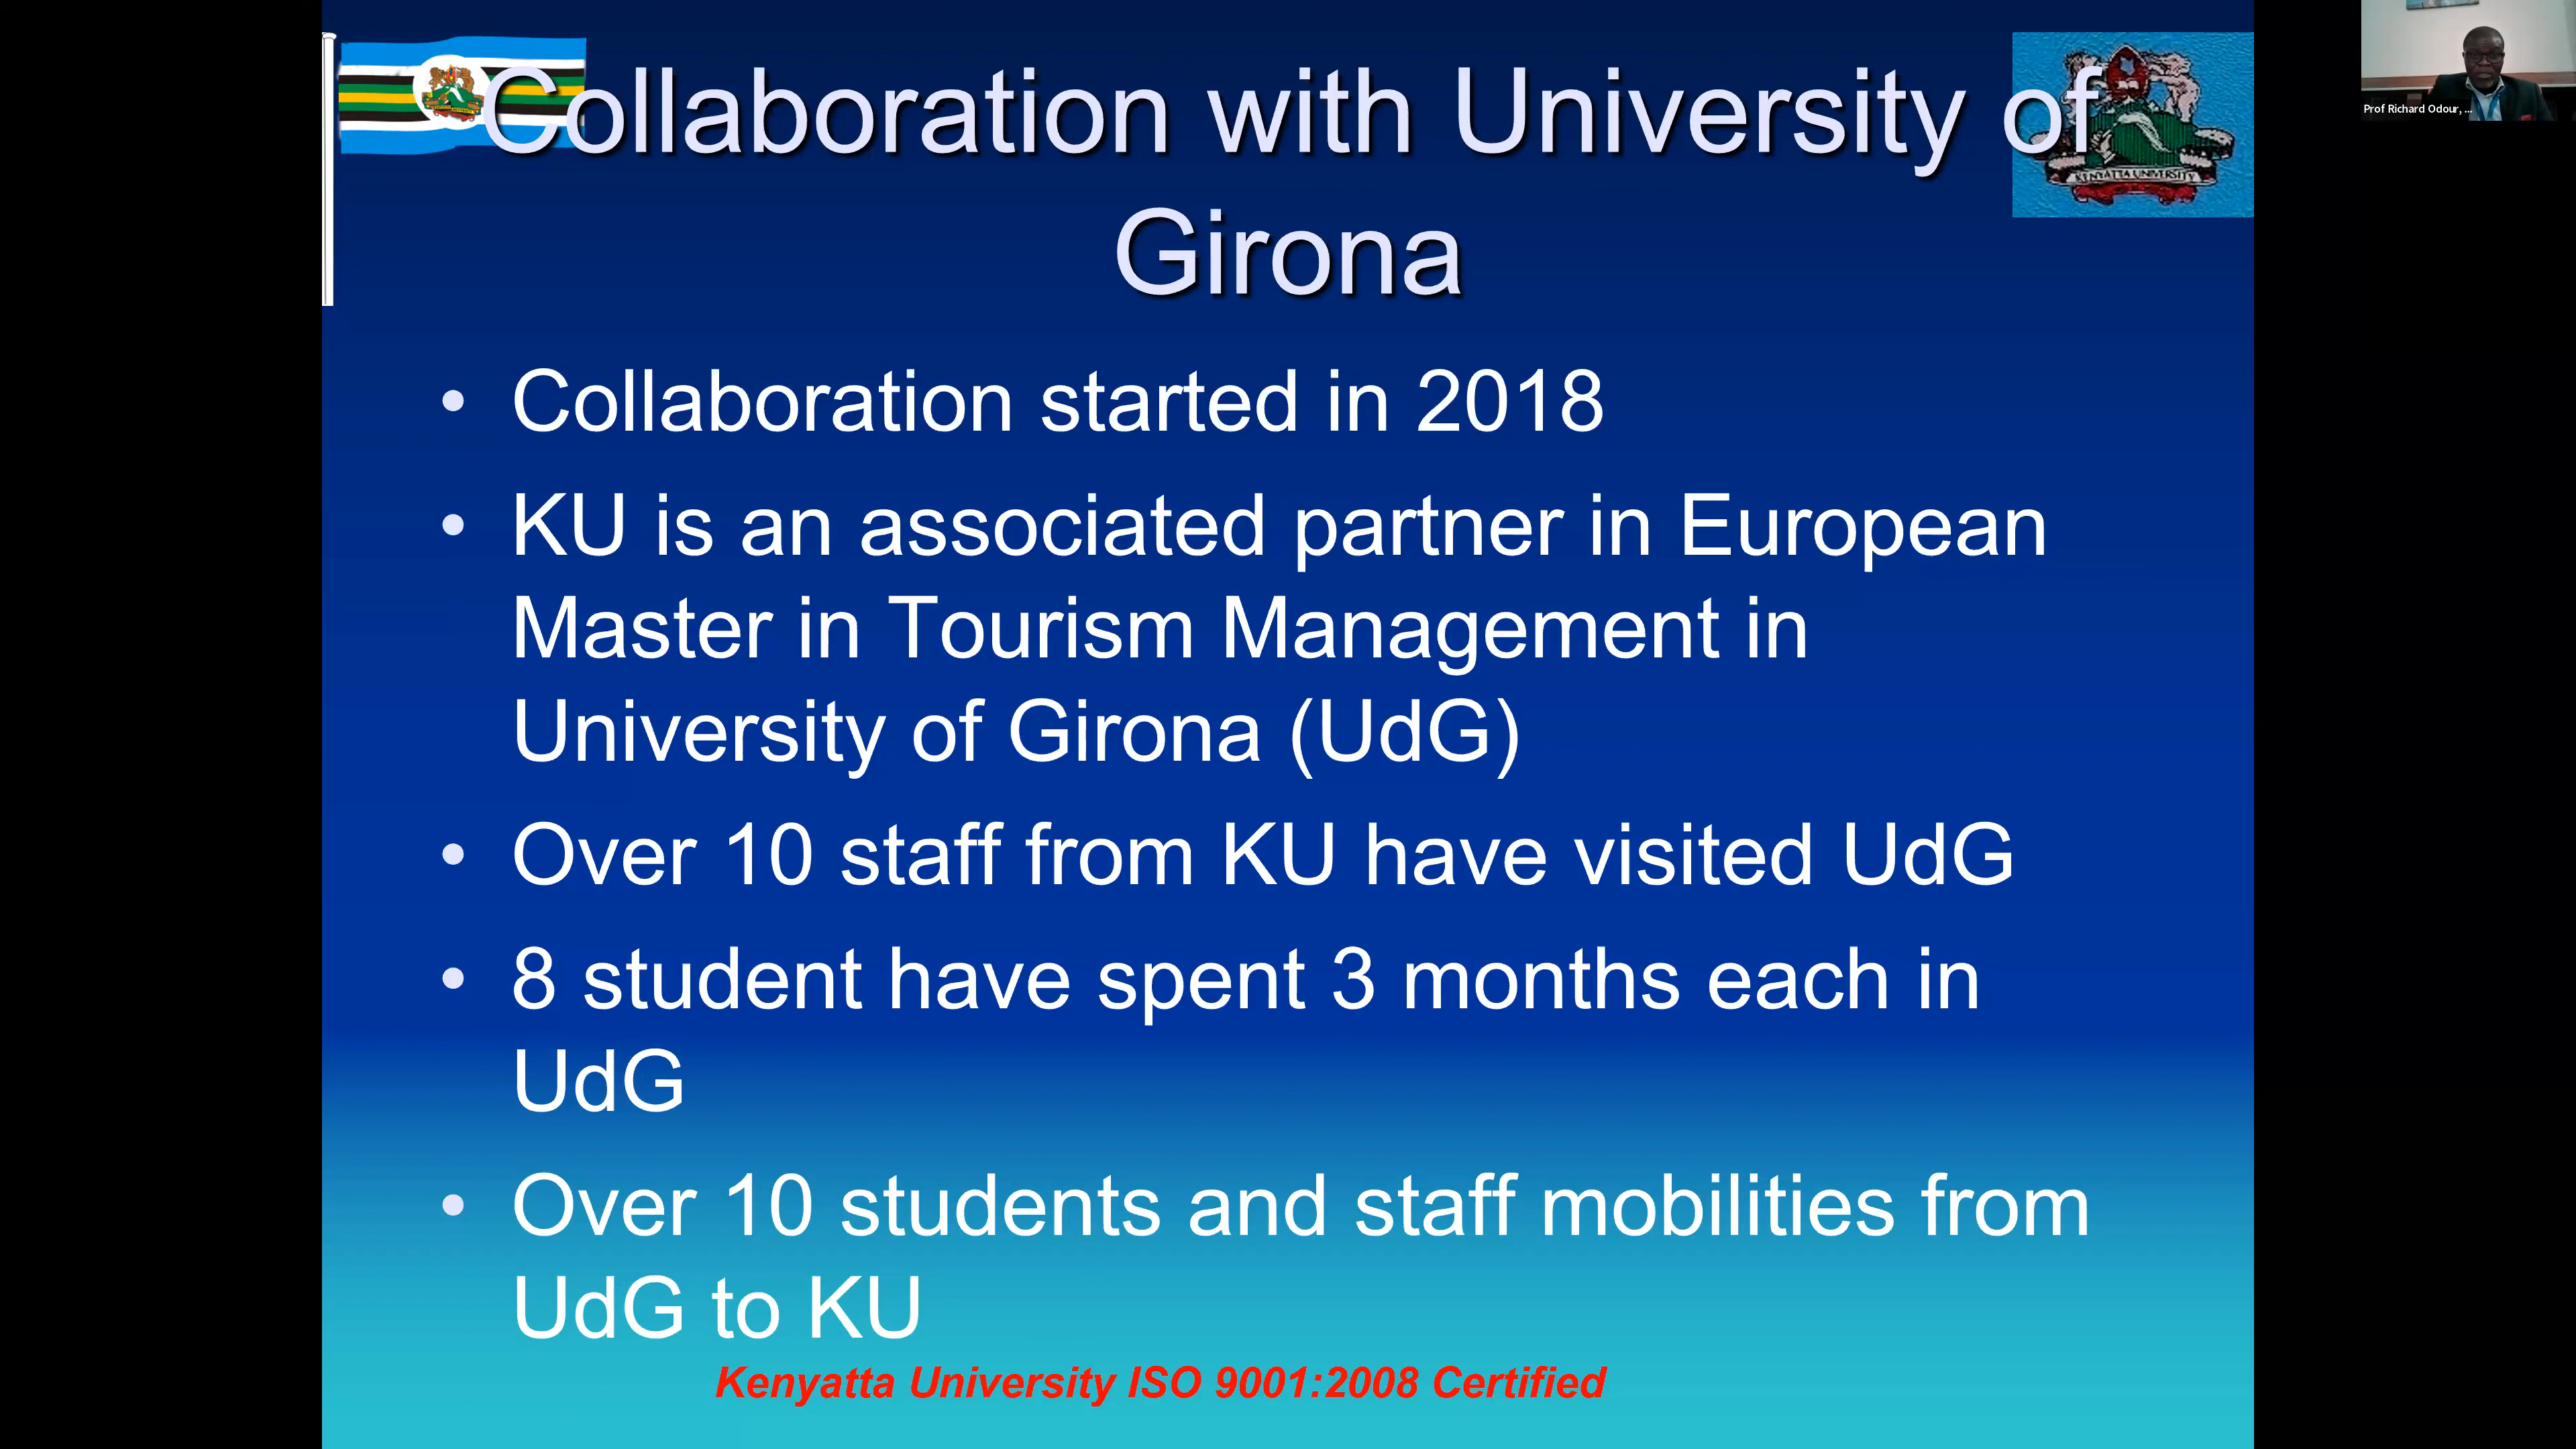 Collaboration with University of
Girona
• Collaboration started in 2018
• KU is an associated partner in European
Master in Tourism Management in
University of Girona (UdG)
• Over 10 staff from KU have visited UdG
• 8 student have spent 3 months each in
UdG
• Over 10 students and staff mobilities from
UdG to KU
Kenyatta University ISO 9001:2008 Certified
KENYATTA UNIVERSITY
Prof Richard Odour, ...